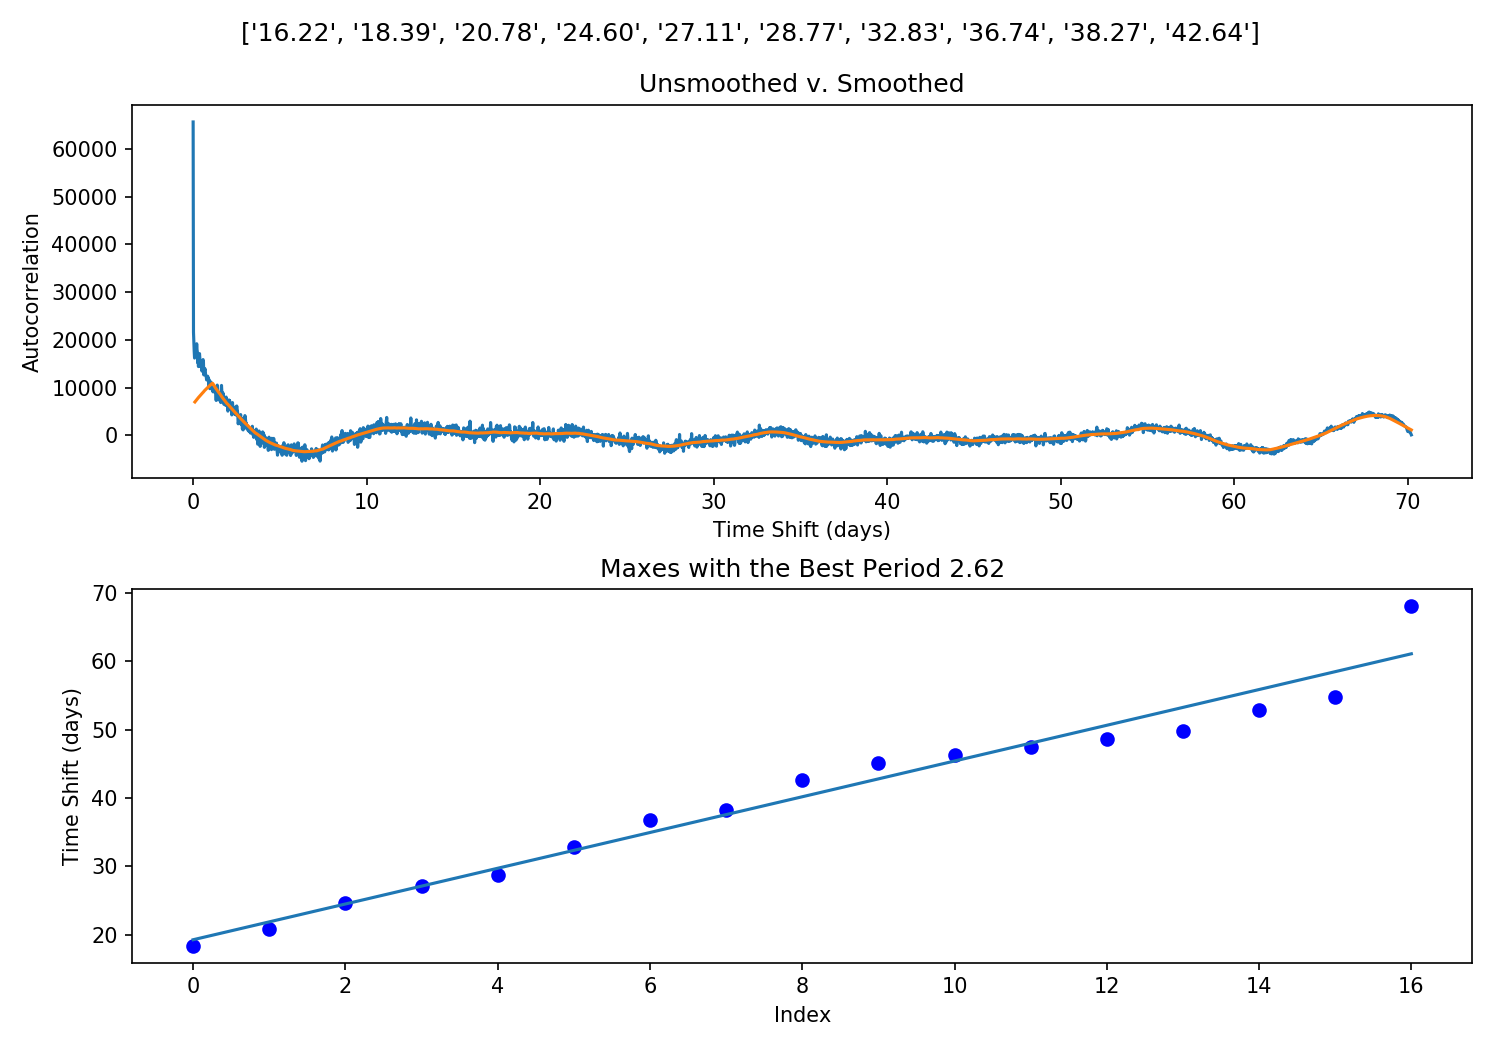 ['16.22', '18.39', '20.78', '24.60', '27.11', '28.77', '32.83', '36.74', '38.27', '42.64']
Unsmoothed v. Smoothed
60000
50000
40000
30000
20000
10000
0
Autocorrelation
0 10 20 30 40 50 60 70
Time Shift (days)
Maxes with the Best Period 2.62
70
60
50
40
30
20
Time Shift (days)
0 2 4 6 8 10 12 14 16
Index